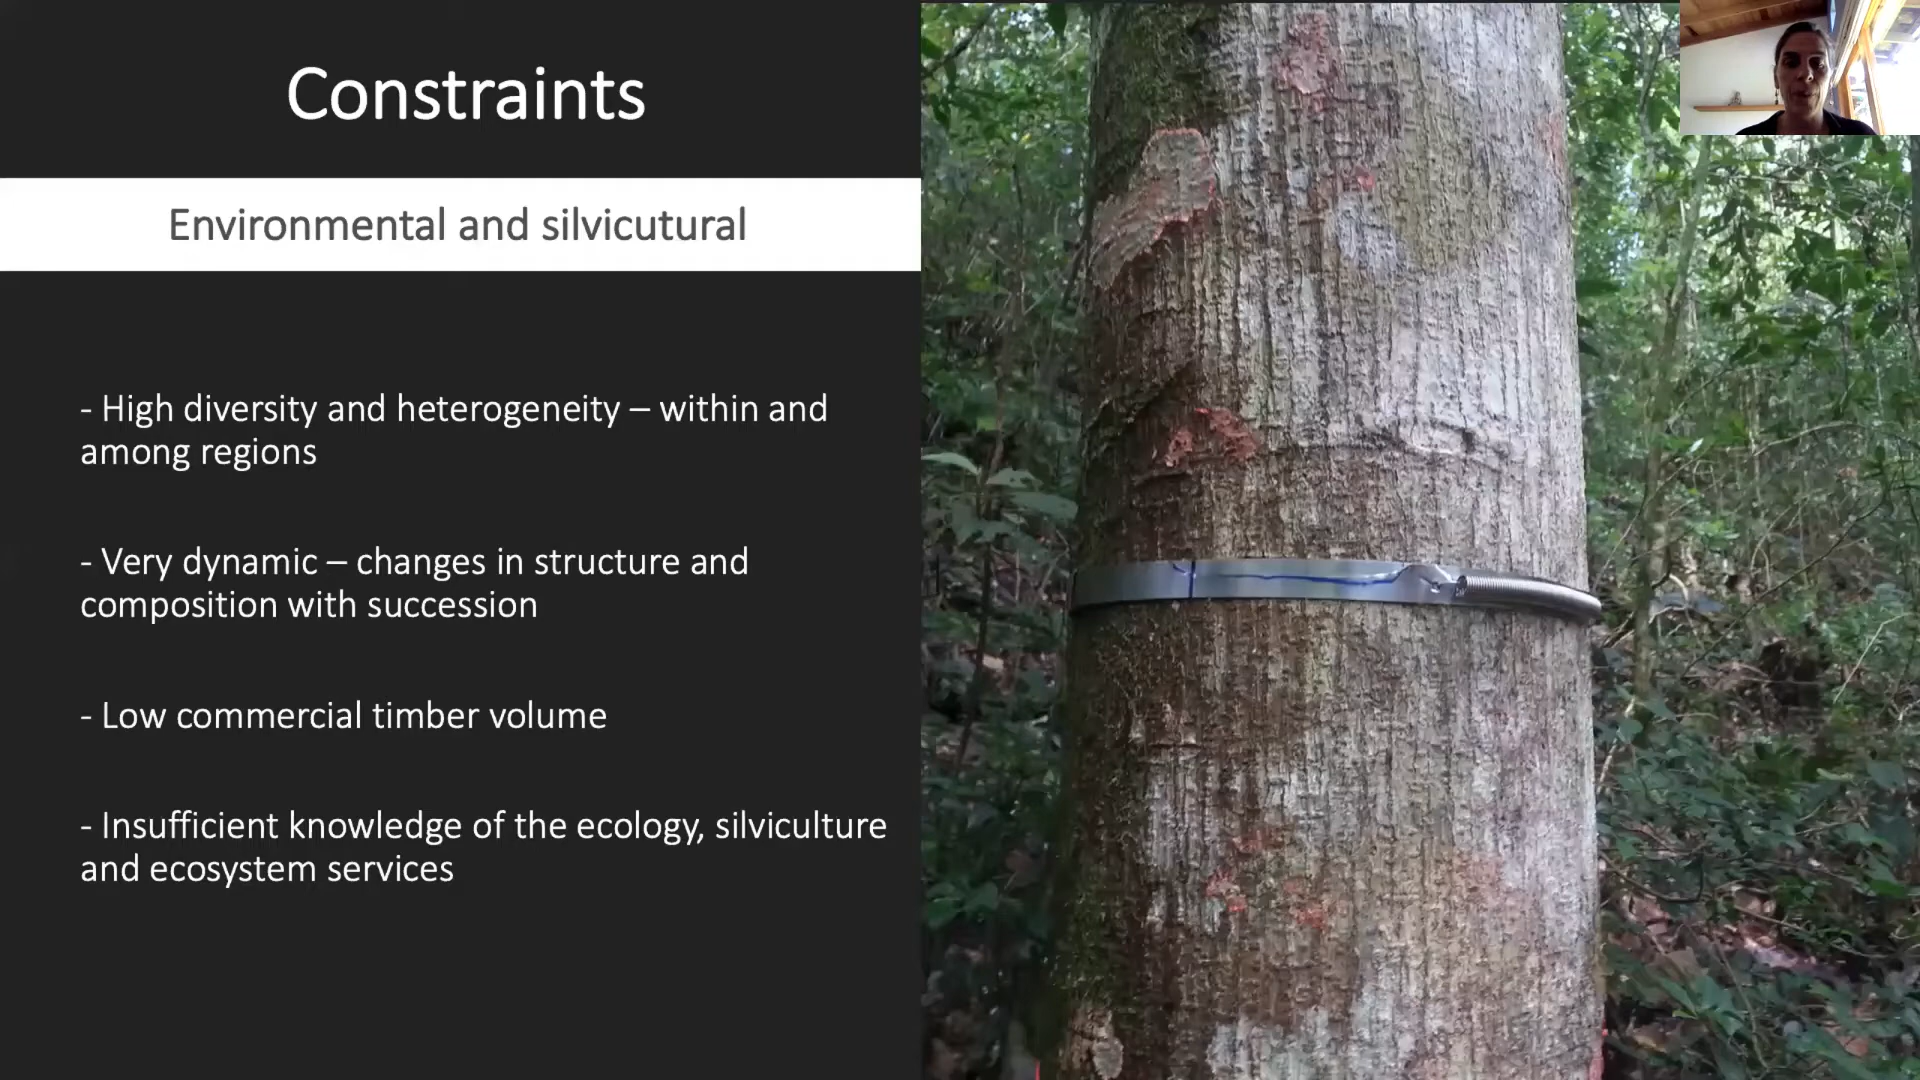 Constraints
Environmental and silvicutural
- High diversity and heterogeneity – within and
among regions
- Very dynamic – changes in structure and
composition with succession
- Low commercial timber volume
- Insufficient knowledge of the ecology, silviculture
and ecosystem services